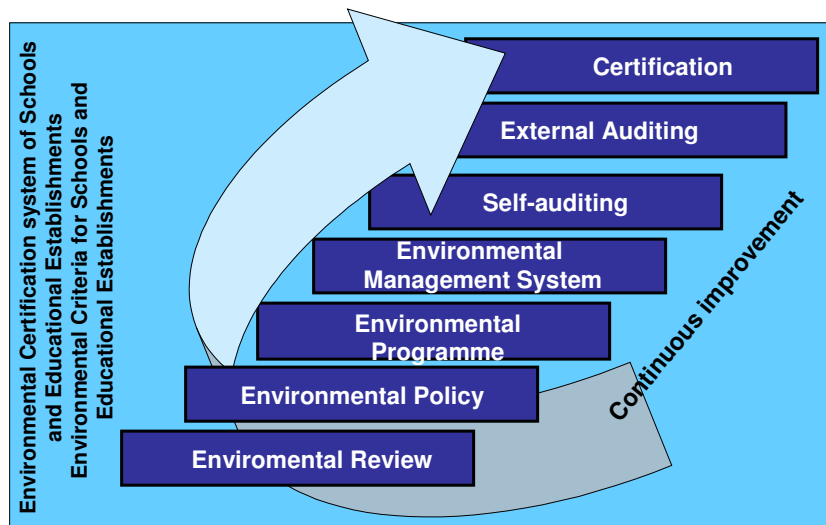 Environmental Certification system of Schools
and Educational Establishments
Environmental Criteria for Schools and
Educational Establishments
Certification
External Auditing
Self-auditing
Environmental
Management System
Environmental
Programme
Environmental Policy
Enviromental Review
Continuous improvement